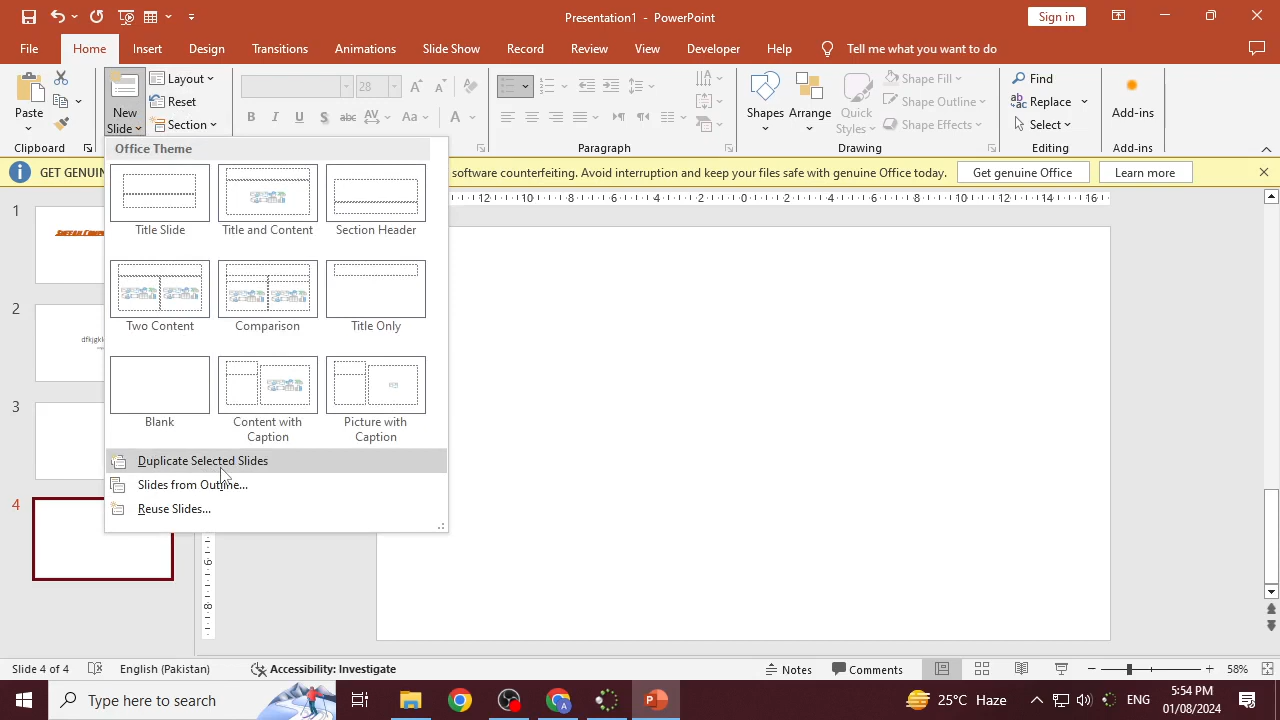 Presentation1 - PowerPoint
Sign in
File Home Insert Design Transitions Animations Slide Show Record Review View Developer Help Tell me what you want to do
Paste
Clipboard
New Slide
Layout
Reset
Section
28
Aa
Paragraph
Shapes
Arrange
Quick Styles
Shape Fill
Shape Outline
Shape Effects
Drawing
Find
Replace
Select
Editing
Add-ins
Add-ins
GET GENUIN
software counterfeiting. Avoid interruption and keep your files safe with genuine Office today.
Get genuine Office
Learn more
Office Theme
Title Slide
Title and Content
Section Header
Two Content
Comparison
Title Only
Blank
Content with Caption
Picture with Caption
Duplicate Selected Slides
Slides from Outline...
Reuse Slides...
1
2
3
4
Slide 4 of 4
English (Pakistan)
Accessibility: Investigate
Notes
Comments
58%
Type here to search
25°C Haze
ENG
5:54 PM
01/08/2024